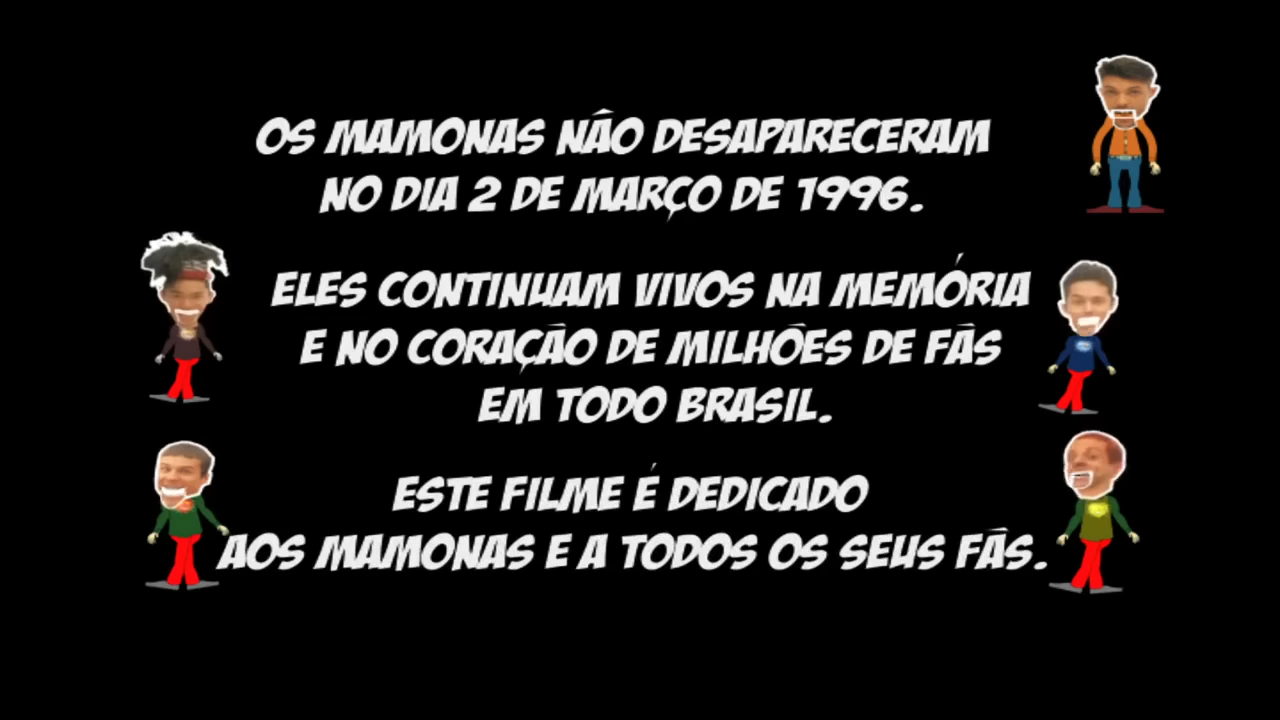 OS MAMONAS NÃO DESAPARECERAM
NO DIA 2 DE MARÇO DE 1996.
ELES CONTINUAM VIVOS NA MEMÓRIA
E NO CORAÇÃO DE MILHÕES DE FÃS
EM TODO BRASIL.
ESTE FILME É DEDICADO
AOS MAMONAS E A TODOS OS SEUS FÃS.